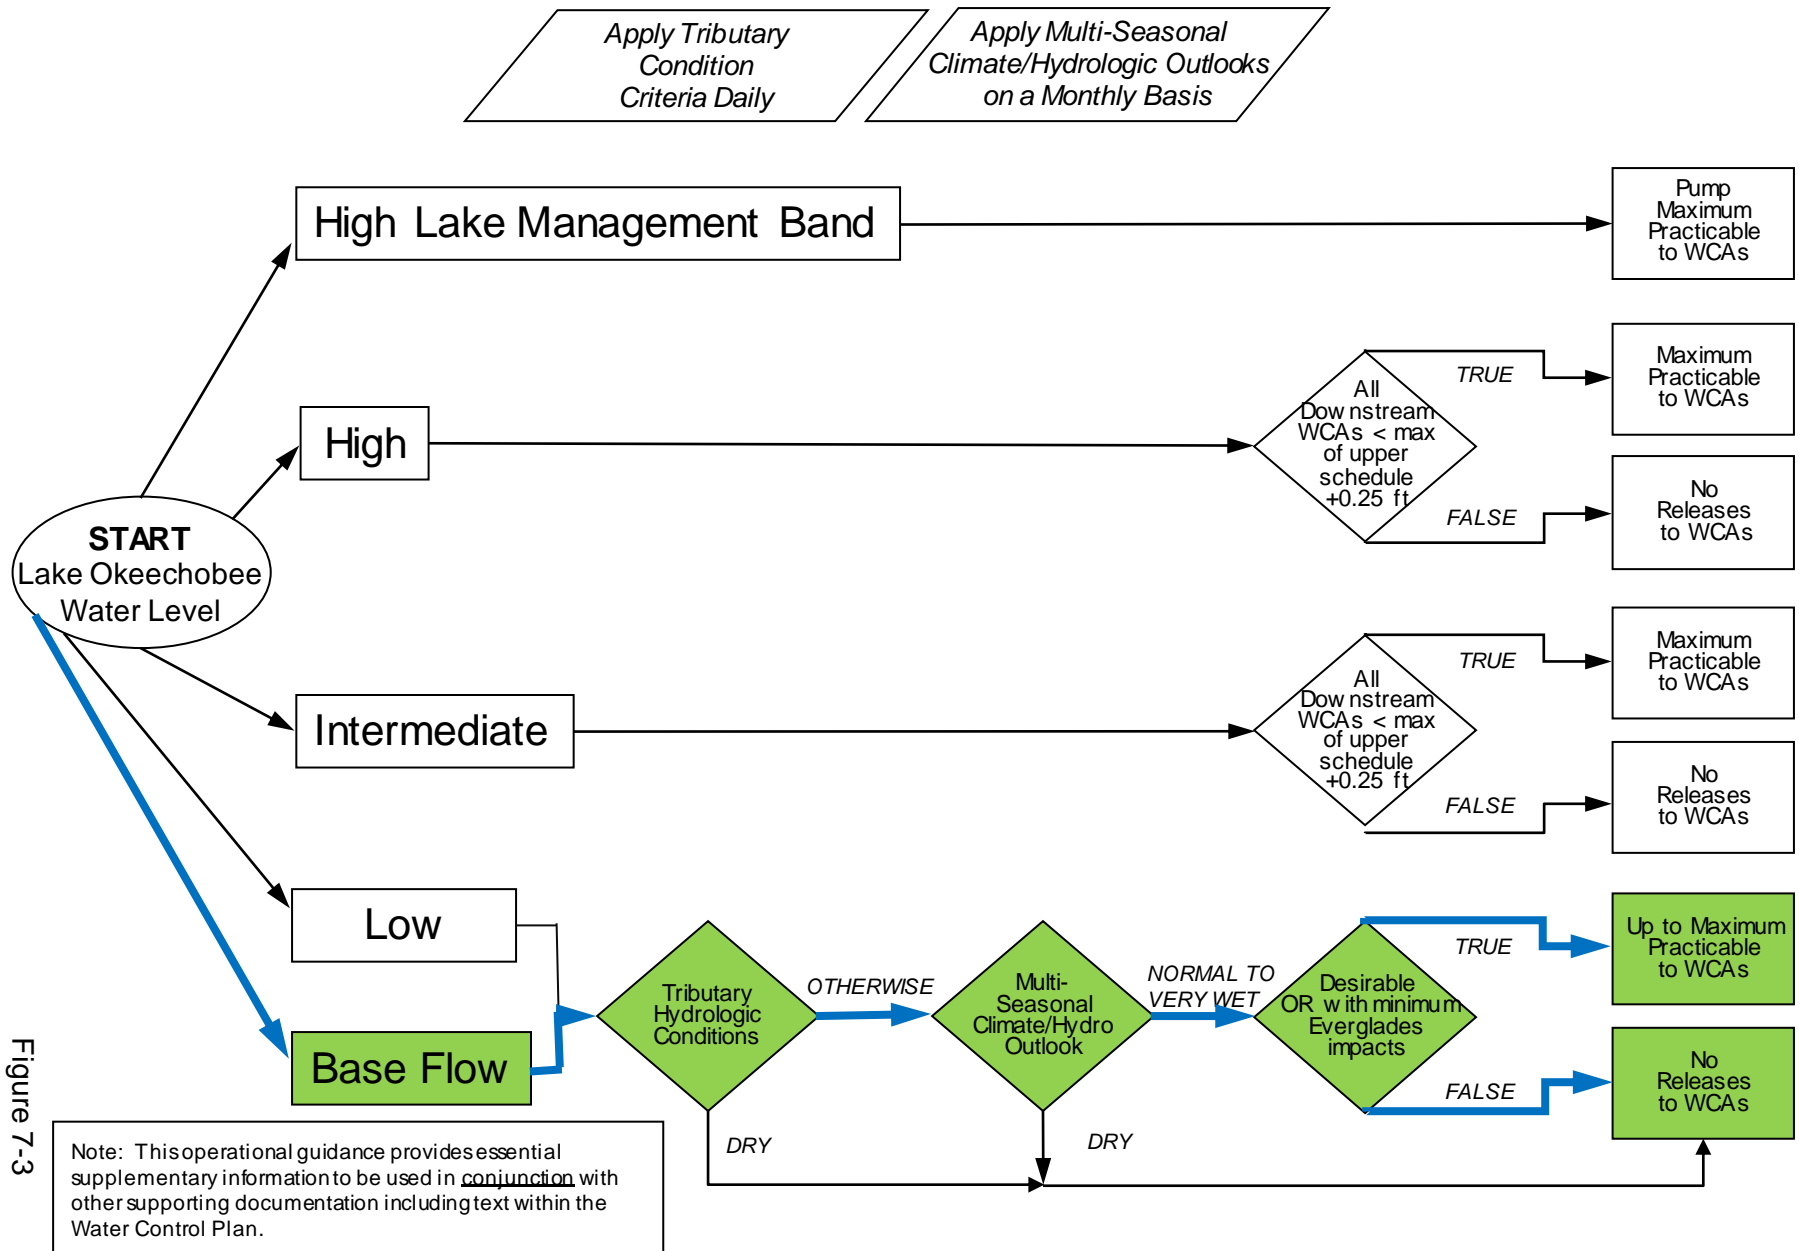 Apply Tributary
Condition
Criteria Daily
Apply Multi-Seasonal
Climate/Hydrologic Outlooks
on a Monthly Basis
High Lake Management Band
Pump
Maximum
Practicable
to WCAs
High
All
Downstream
WCAs < max
of upper
schedule
+0.25 ft
TRUE
Maximum
Practicable
to WCAs
FALSE
No
Releases
to WCAs
START
Lake Okeechobee
Water Level
Intermediate
All
Downstream
WCAs < max
of upper
schedule
+0.25 ft
TRUE
Maximum
Practicable
to WCAs
FALSE
No
Releases
to WCAs
Low
Base Flow
Tributary
Hydrologic
Conditions
OTHERWISE
DRY
Multi-
Seasonal
Climate/Hydro
Outlook
NORMAL TO
VERY WET
DRY
Desirable
OR with minimum
Everglades
impacts
TRUE
Up to Maximum
Practicable
to WCAs
FALSE
No
Releases
to WCAs
Note: This operational guidance provides essential
supplementary information to be used in conjunction with
other supporting documentation including text within the
Water Control Plan.
Figure 7-3